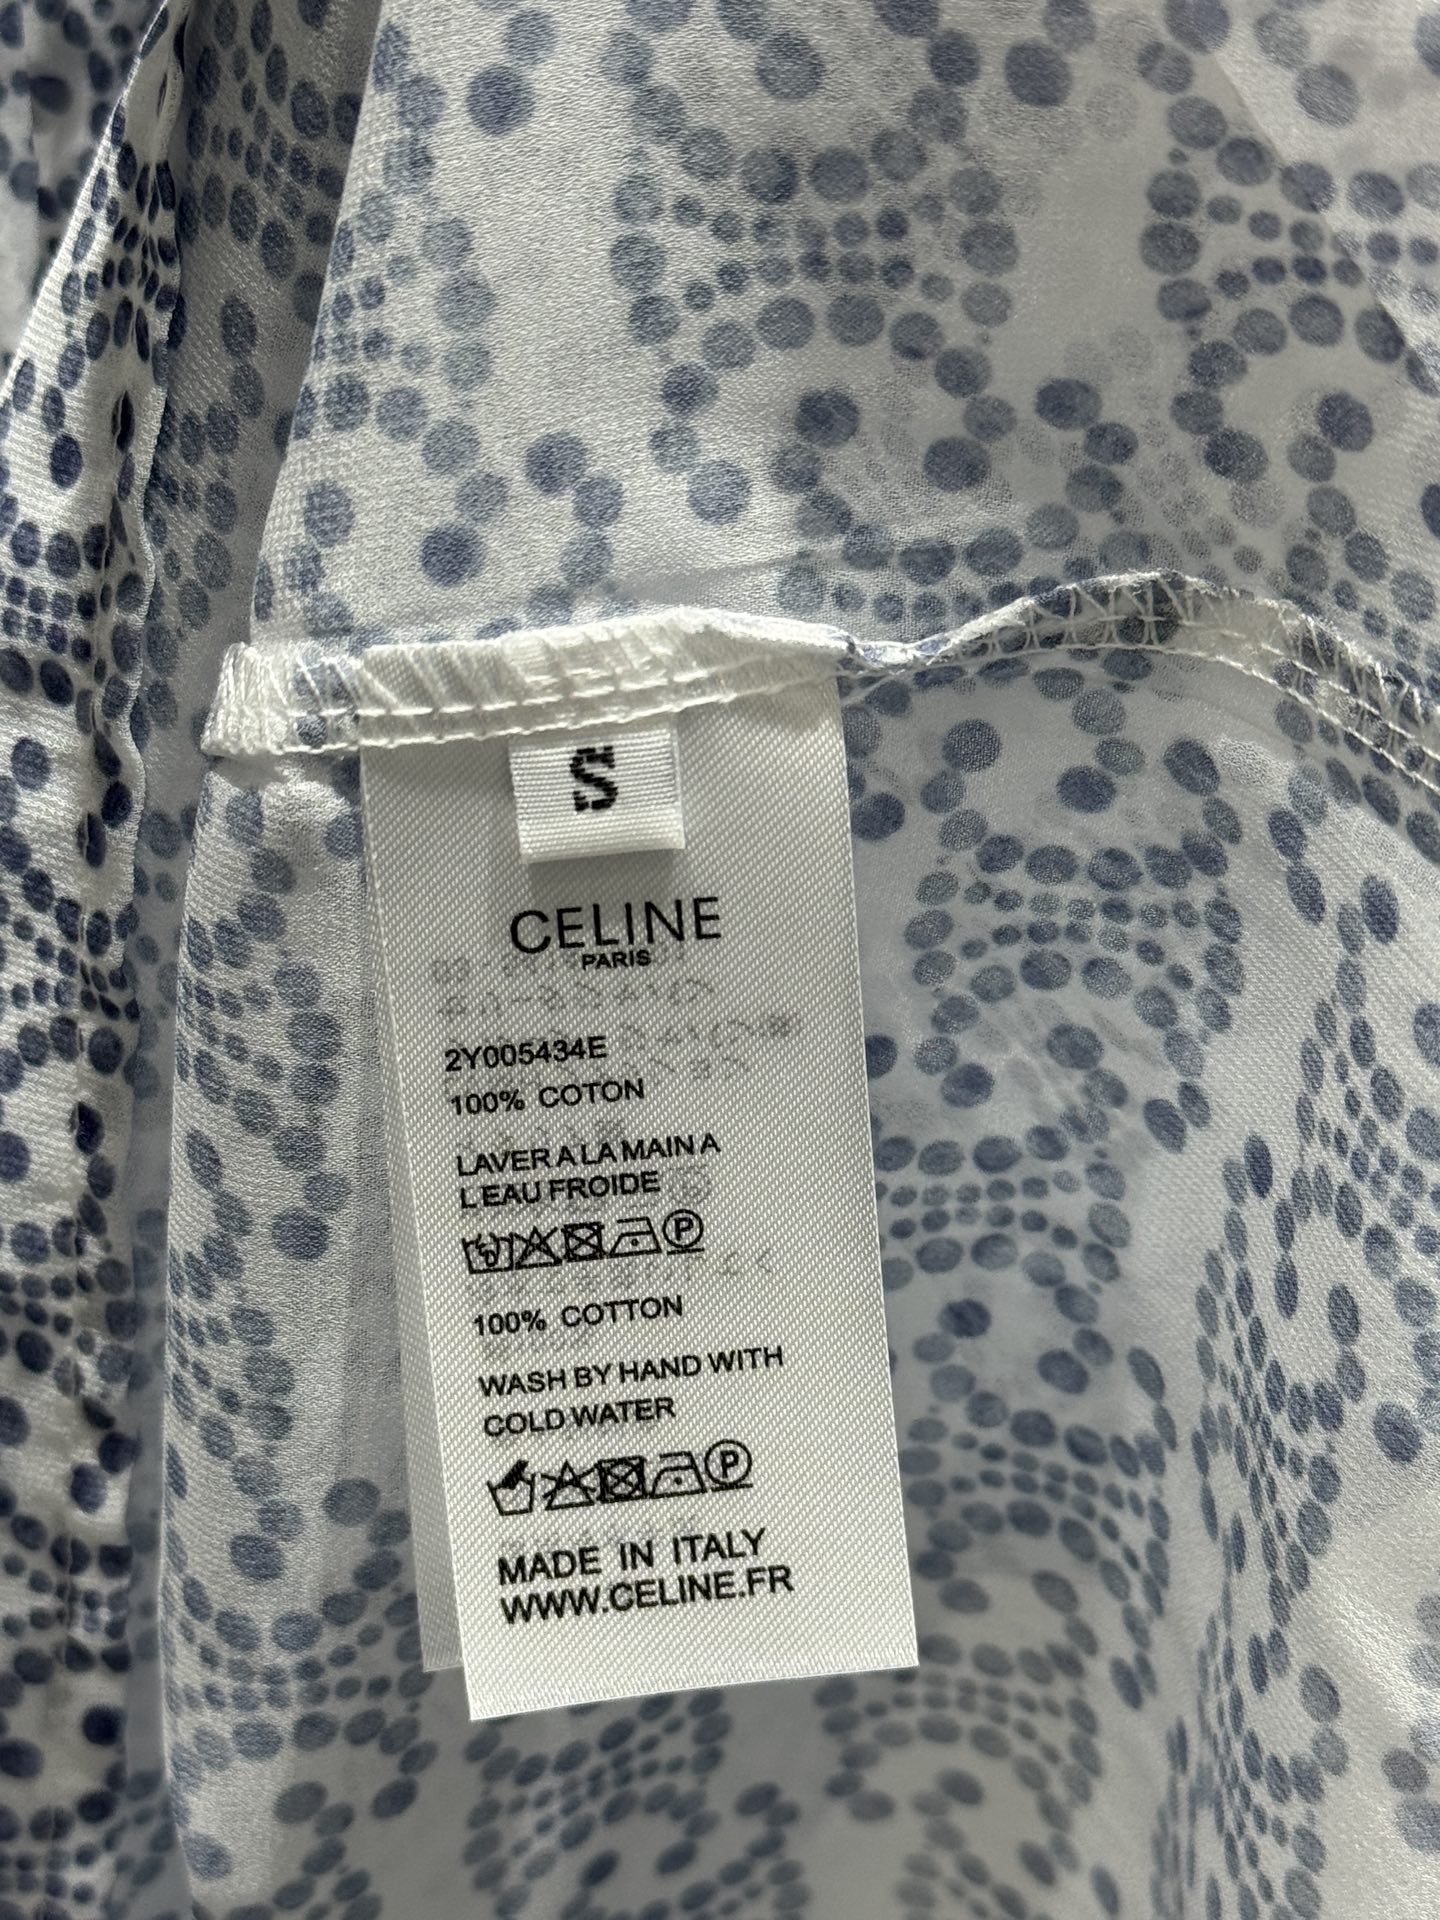 S
CELINE
PARIS
2Y005434E
100% COTON
LAVER A LA MAIN A
L EAU FROIDE
P
100% COTTON
WASH BY HAND WITH
COLD WATER
P
MADE IN ITALY
WWW.CELINE.FR